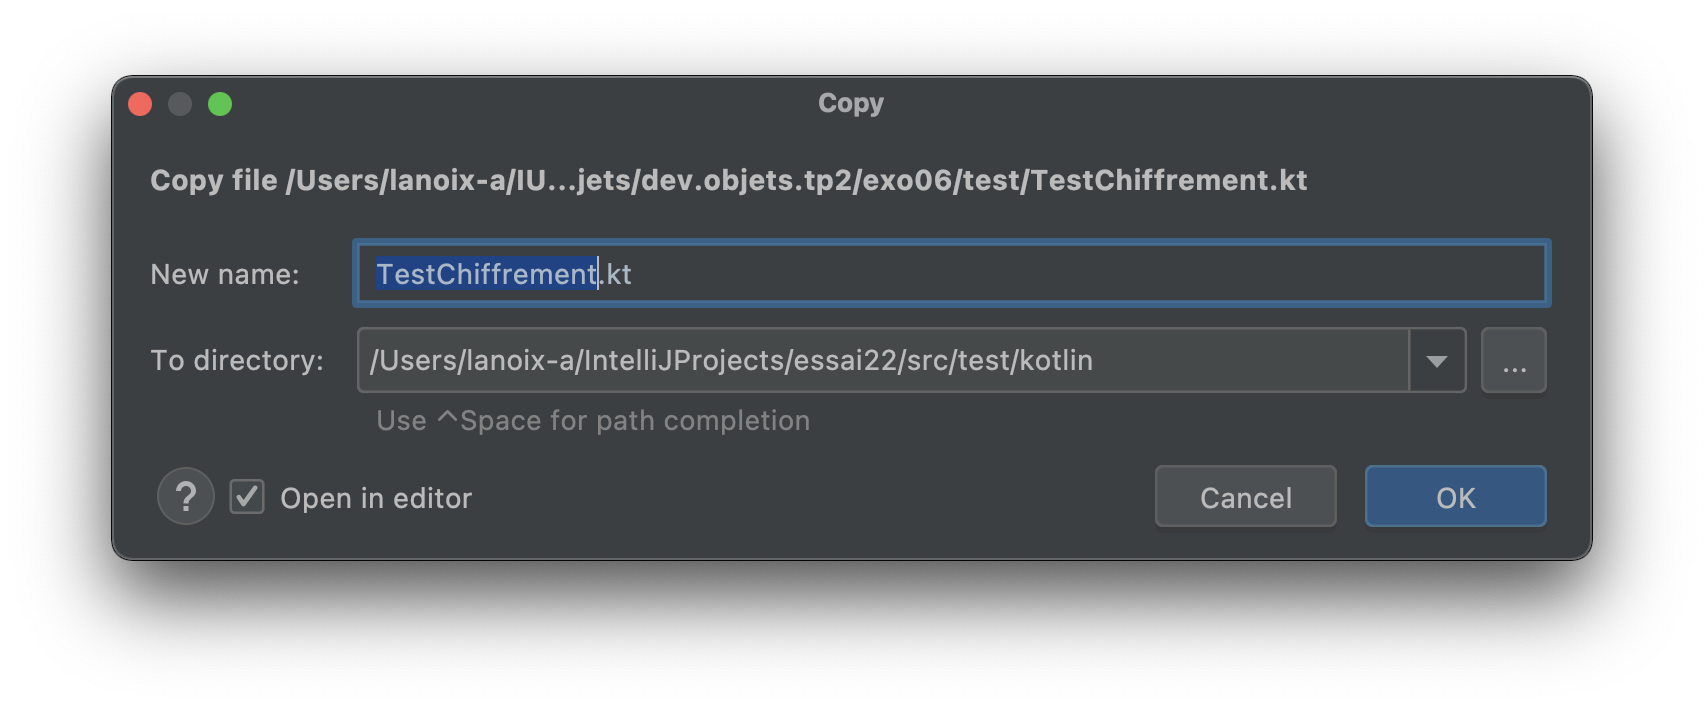 Copy
Copy file /Users/lanoix-a/IU...jets/dev.objets.tp2/exo06/test/TestChiffrement.kt
New name: TestChiffrement.kt
To directory: /Users/lanoix-a/IntelliJProjects/essai22/src/test/kotlin ...
Use ^Space for path completion
? Open in editor Cancel OK